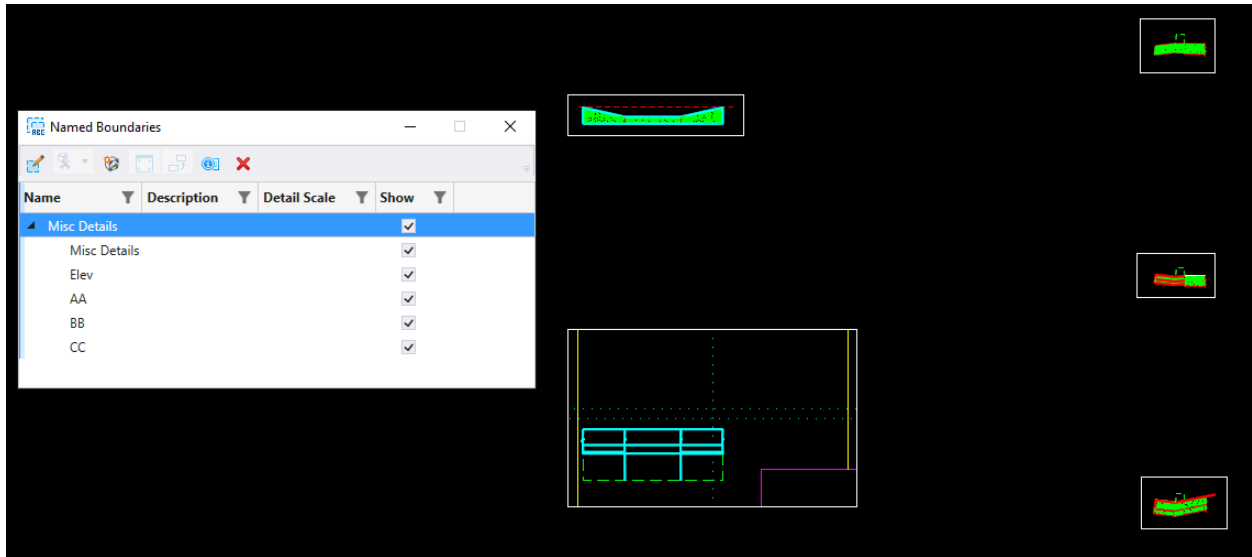 Named Boundaries
Name Description Detail Scale Show
Misc Details
Misc Details
Elev
AA
BB
CC